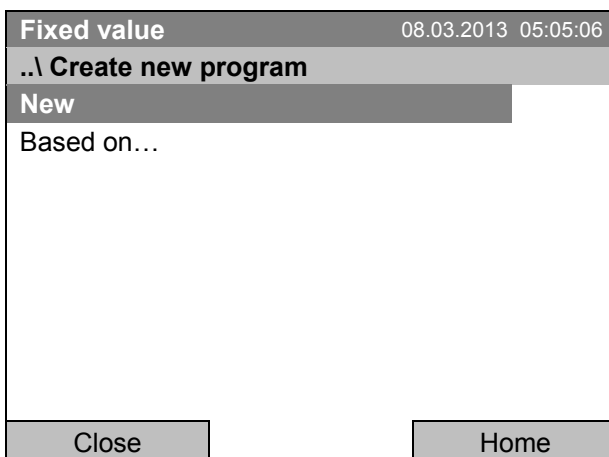 Fixed value 08.03.2013 05:05:06
..\ Create new program
New
Based on…
Close Home